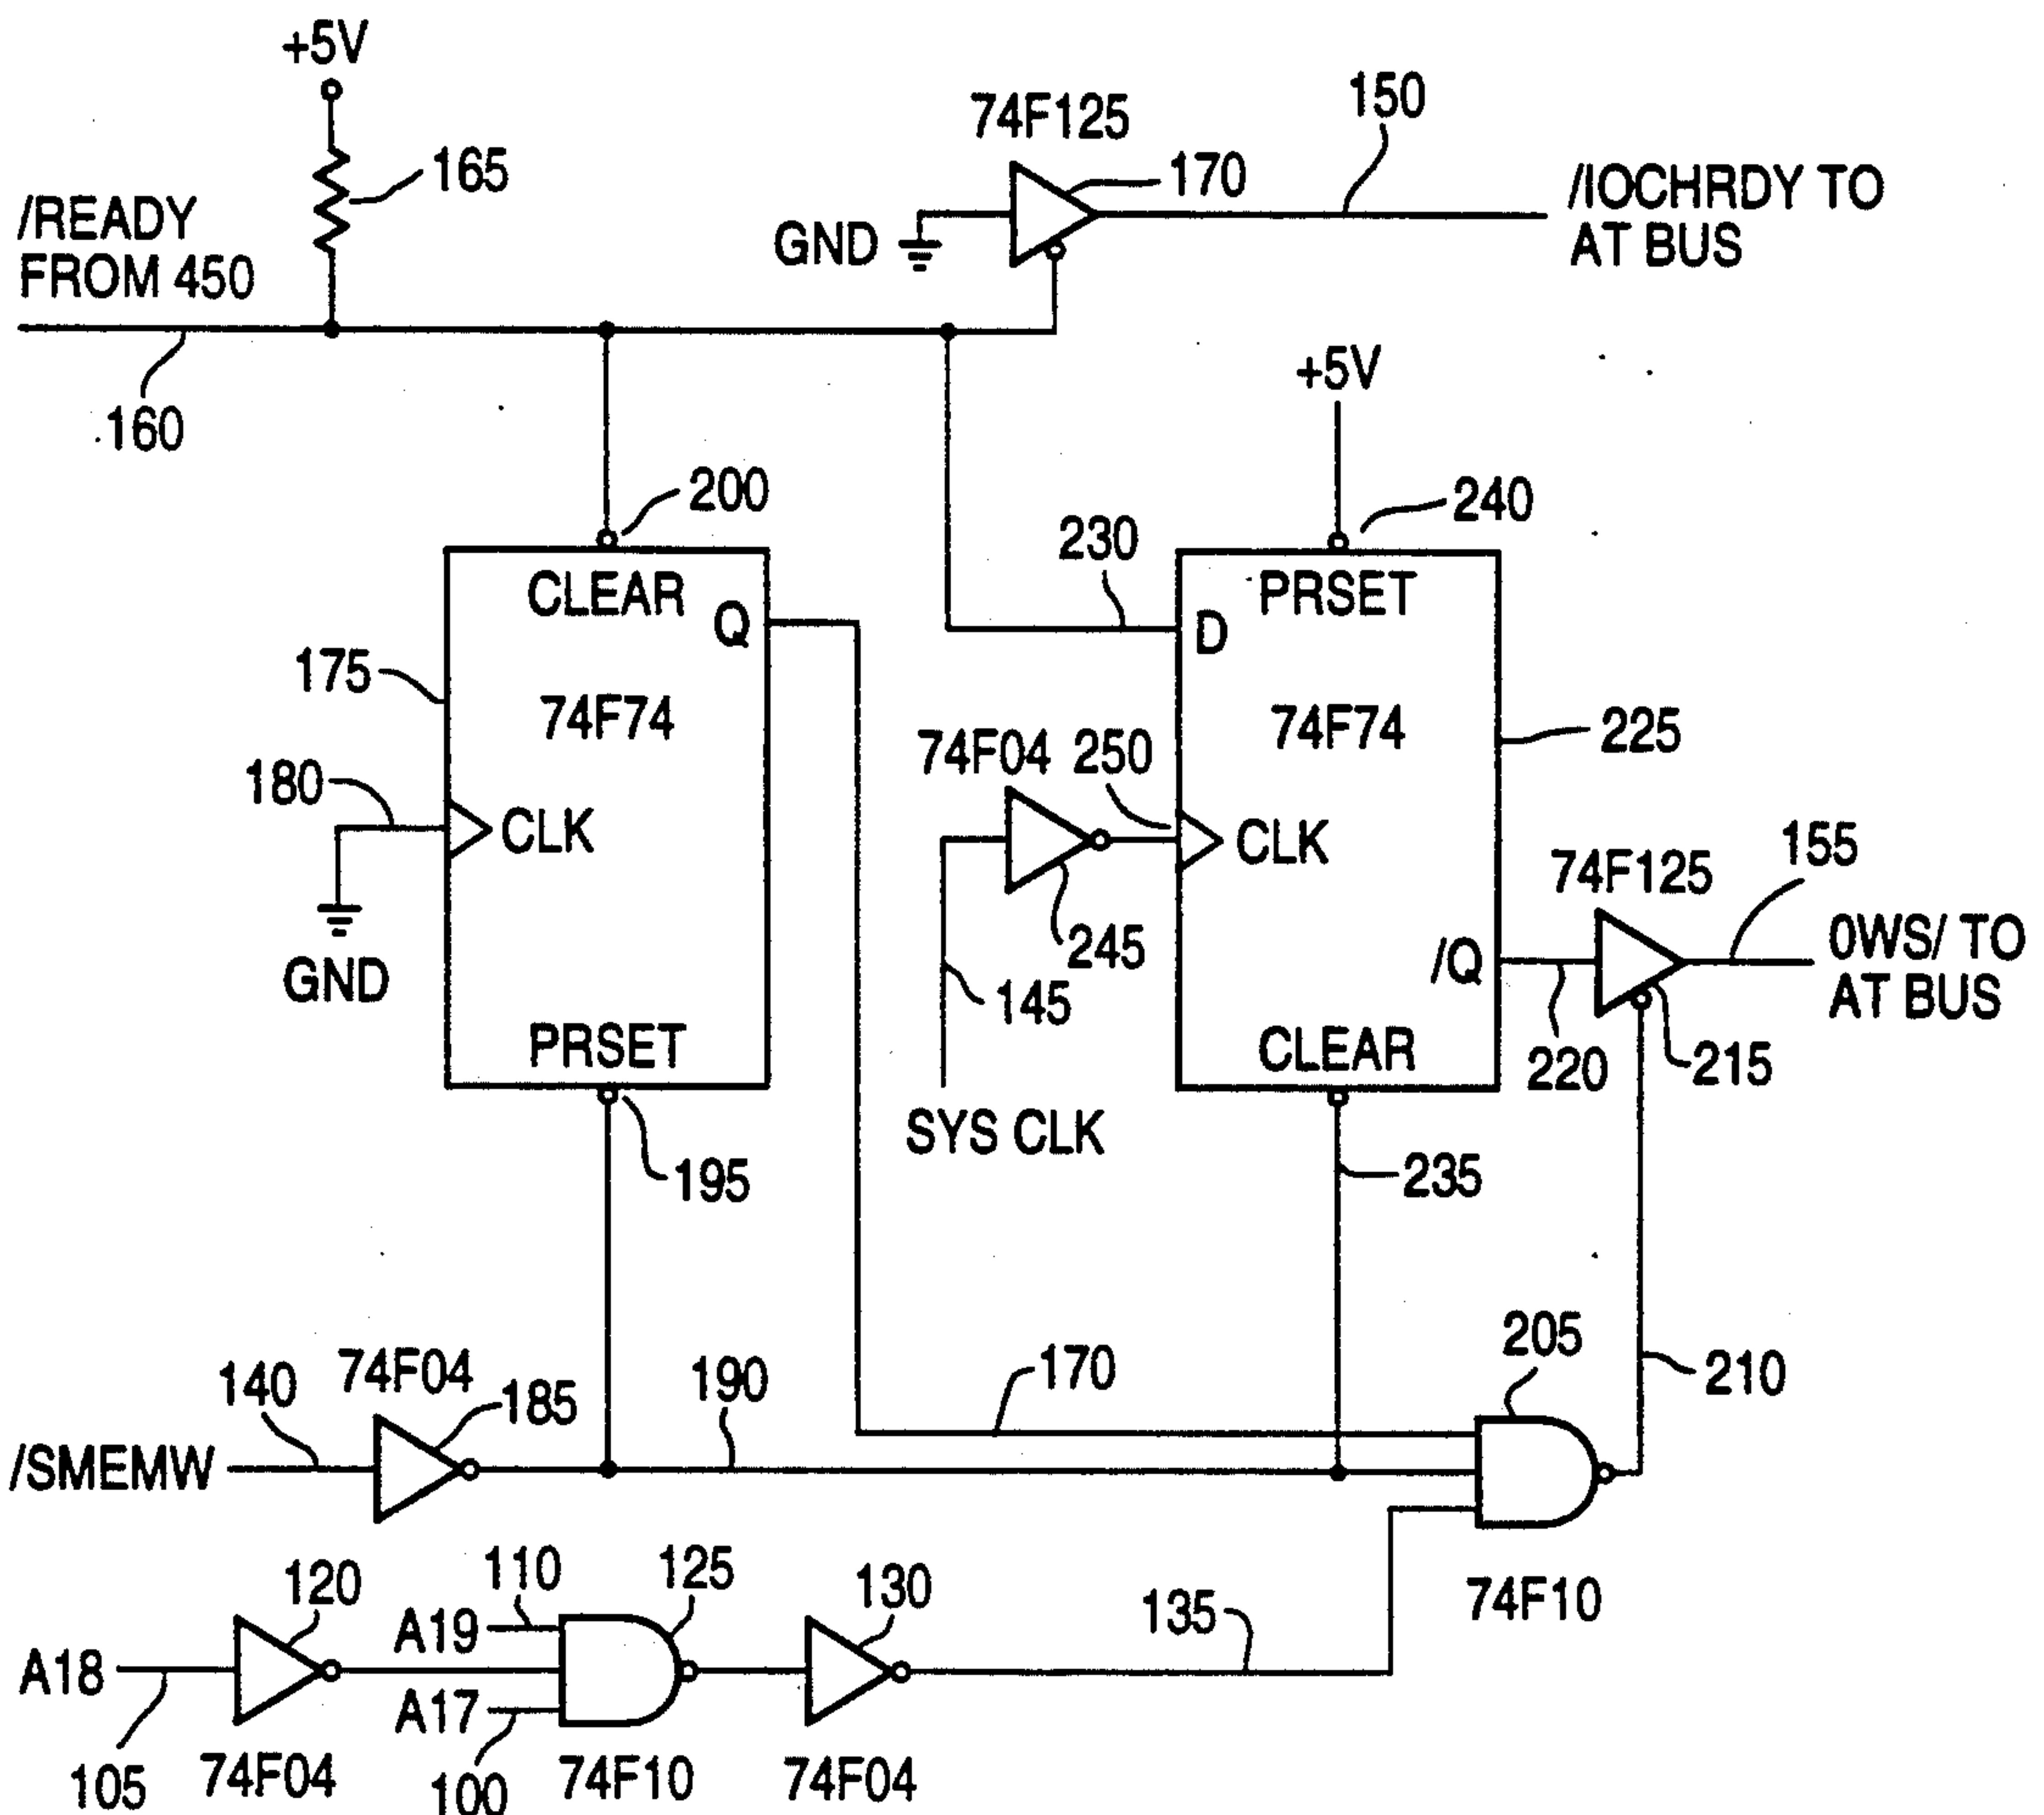 +5V
165
/READY
FROM 450
160
74F125
170
GND
150
/IOCHRDY TO
AT BUS
200
CLEAR
Q
175
74F74
180
CLK
GND
PRSET
195
+5V
240
230
PRSET
D
74F74
225
74F04
250
CLK
245
145
SYS CLK
/Q
CLEAR
235
74F125
155
0WS/ TO
AT BUS
220
215
205
210
170
74F04
140
185
190
/SMEMW
74F10
120
110
125
130
135
A19
A18
A17
105
74F04
100
74F10
74F04